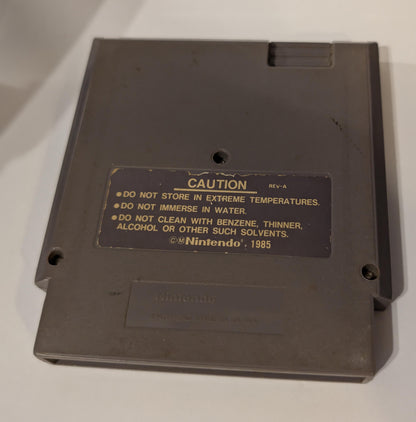 CAUTION REV-A
●DO NOT STORE IN EXTREME TEMPERATURES.
●DO NOT IMMERSE IN WATER.
●DO NOT CLEAN WITH BENZENE, THINNER,
ALCOHOL OR OTHER SUCH SOLVENTS.
©ⓂNintendo®, 1985
Nintendo